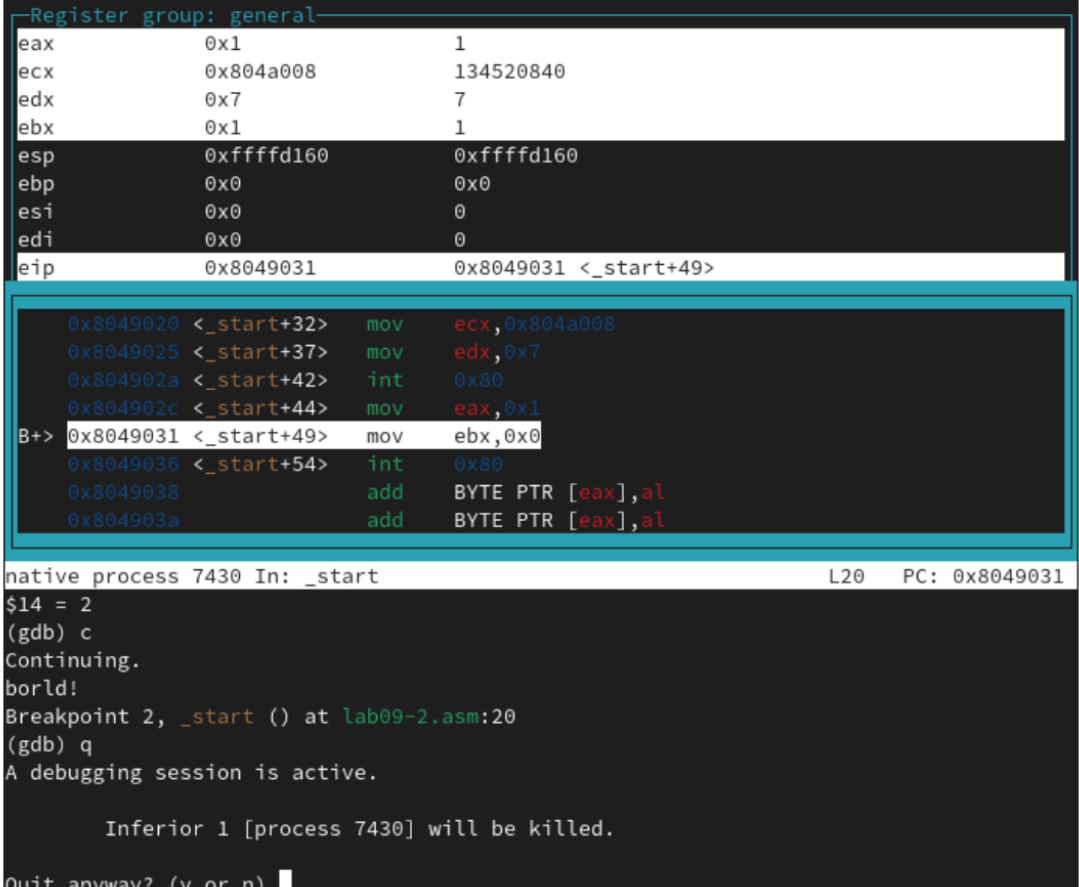 Register group: general
eax 0x1 1
ecx 0x804a008 134520840
edx 0x7 7
ebx 0x1 1
esp 0xffffd160 0xffffd160
ebp 0x0 0x0
esi 0x0 0
edi 0x0 0
eip 0x8049031 0x8049031 <_start+49>
0x8049020 <_start+32> mov ecx,0x804a008
0x8049025 <_start+37> mov edx,0x7
0x804902a <_start+42> int 0x80
0x804902c <_start+44> mov eax,0x1
B+> 0x8049031 <_start+49> mov ebx,0x0
0x8049036 <_start+54> int 0x80
0x8049038 add BYTE PTR [eax],al
0x804903a add BYTE PTR [eax],al
native process 7430 In: _start L20 PC: 0x8049031
$14 = 2
(gdb) c
Continuing.
borld!
Breakpoint 2, _start () at lab09-2.asm:20
(gdb) q
A debugging session is active.
Inferior 1 [process 7430] will be killed.
Quit anyway? (y or n)